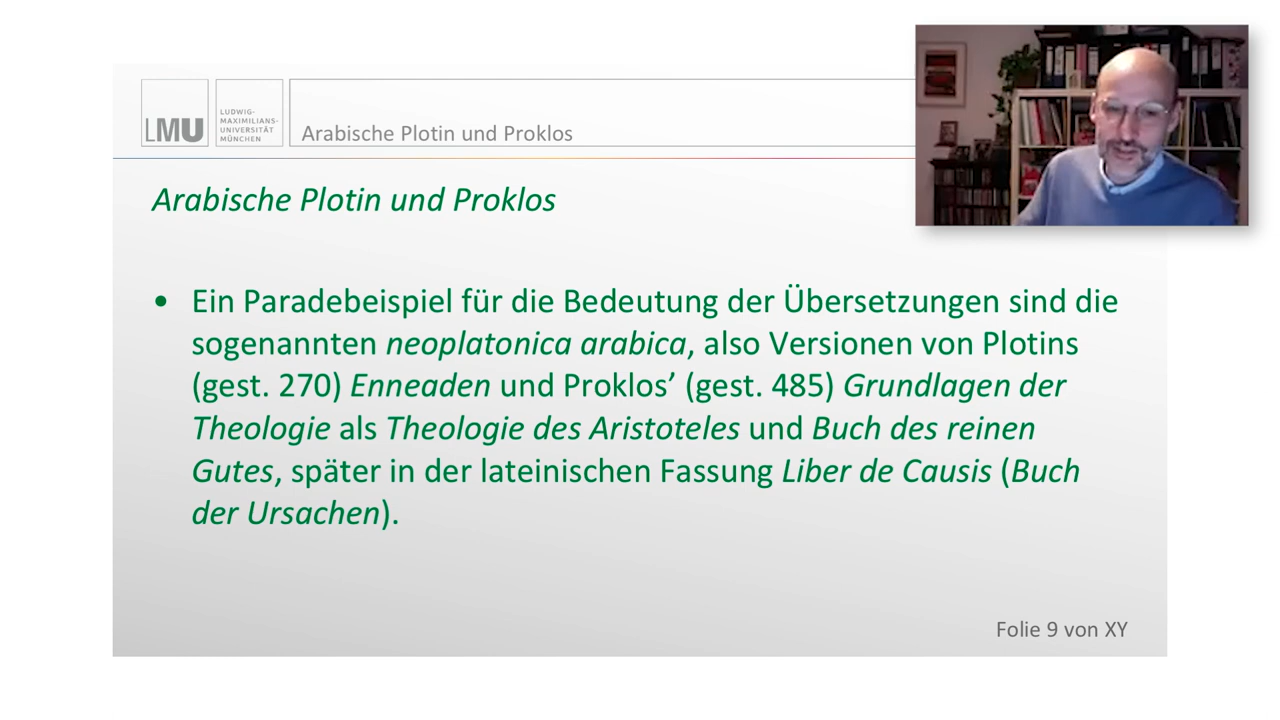 LMU
LUDWIG-
MAXIMILIANS-
UNIVERSITÄT
MÜNCHEN
Arabische Plotin und Proklos
Arabische Plotin und Proklos
• Ein Paradebeispiel für die Bedeutung der Übersetzungen sind die
sogenannten neoplatonica arabica, also Versionen von Plotins
(gest. 270) Enneaden und Proklos’ (gest. 485) Grundlagen der
Theologie als Theologie des Aristoteles und Buch des reinen
Gutes, später in der lateinischen Fassung Liber de Causis (Buch
der Ursachen).
Folie 9 von XY